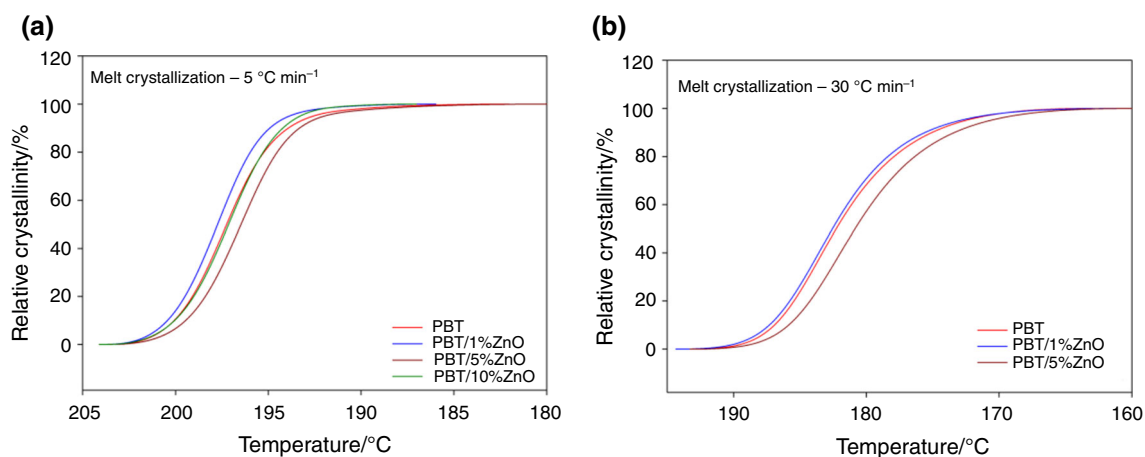 (a)
120
100
80
60
40
20
0
Relative crystallinity/%
Melt crystallization – 5 °C min⁻¹
PBT
PBT/1%ZnO
PBT/5%ZnO
PBT/10%ZnO
205 200 195 190 185 180
Temperature/°C
(b)
120
100
80
60
40
20
0
Relative crystallinity/%
Melt crystallization – 30 °C min⁻¹
PBT
PBT/1%ZnO
PBT/5%ZnO
190 180 170 160
Temperature/°C